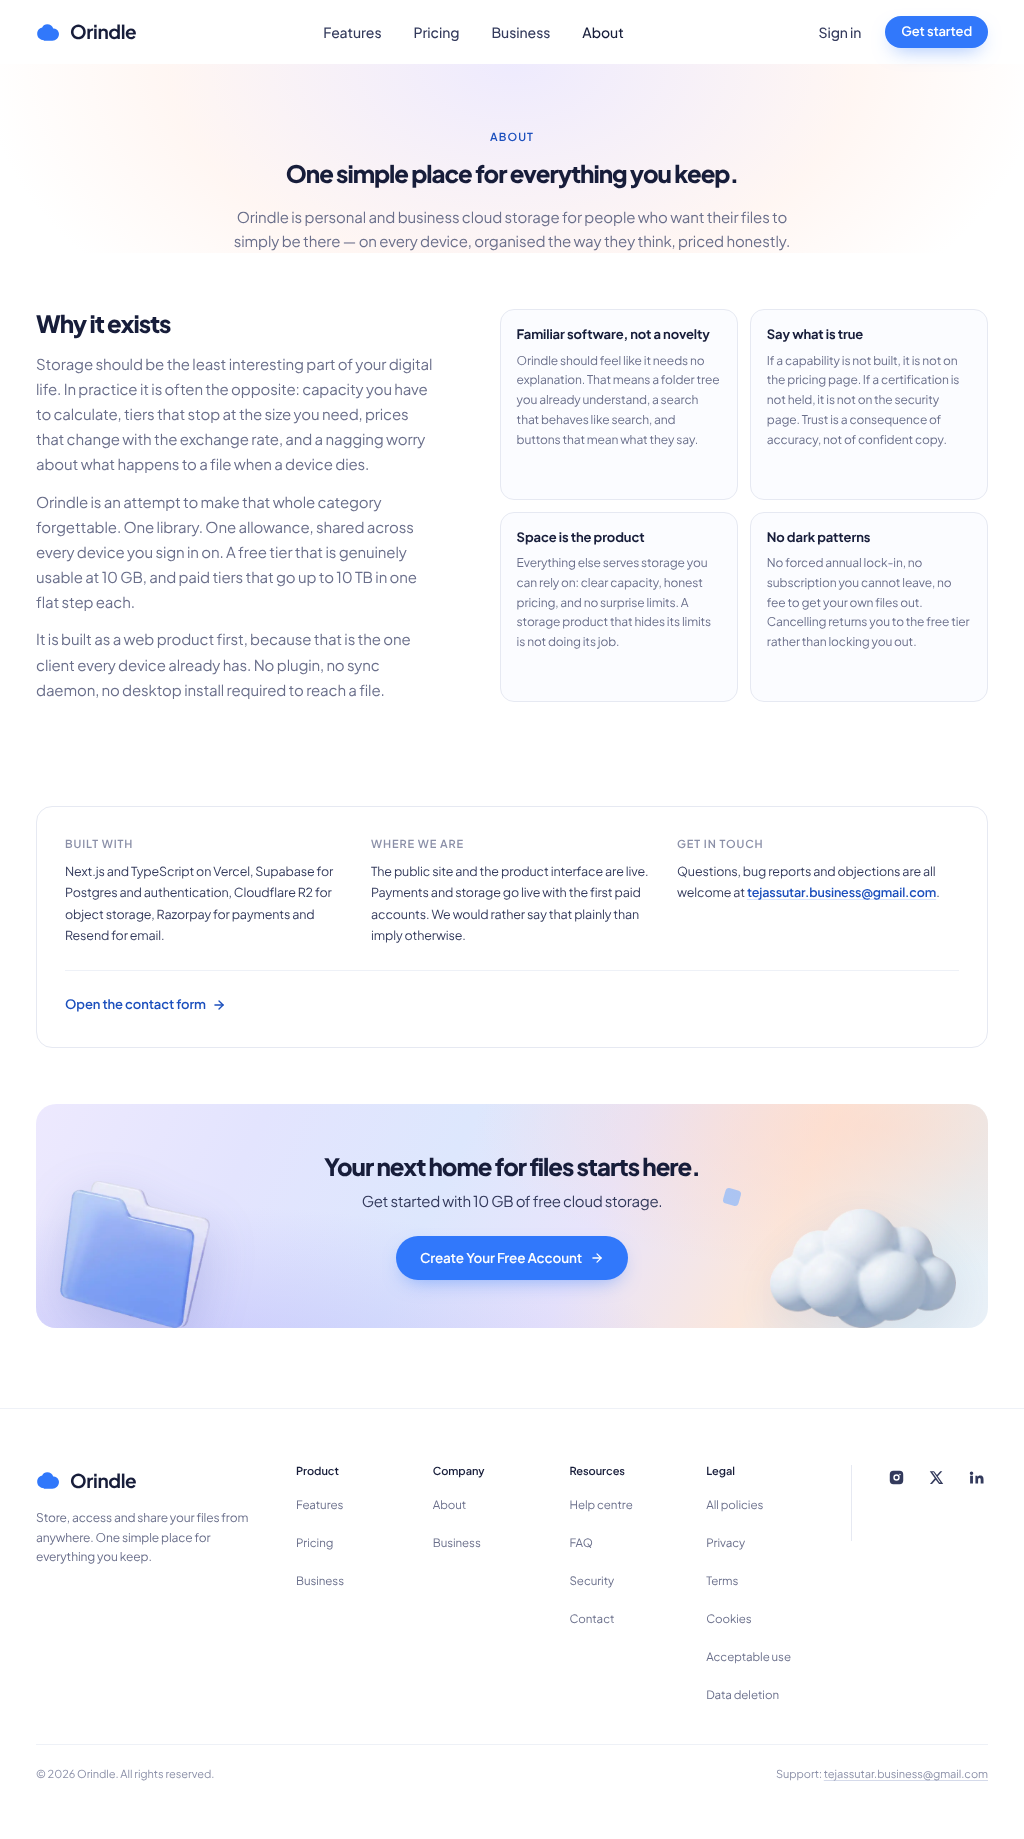 Orindle
Features
Pricing
Business
About
Sign in
Get started
ABOUT
One simple place for everything you keep.
Orindle is personal and business cloud storage for people who want their files to
simply be there — on every device, organised the way they think, priced honestly.
Why it exists
Storage should be the least interesting part of your digital
life. In practice it is often the opposite: capacity you have
to calculate, tiers that stop at the size you need, prices
that change with the exchange rate, and a nagging worry
about what happens to a file when a device dies.
Orindle is an attempt to make that whole category
forgettable. One library. One allowance, shared across
every device you sign in on. A free tier that is genuinely
usable at 10 GB, and paid tiers that go up to 10 TB in one
flat step each.
It is built as a web product first, because that is the one
client every device already has. No plugin, no sync
daemon, no desktop install required to reach a file.
Familiar software, not a novelty
Orindle should feel like it needs no
explanation. That means a folder tree
you already understand, a search
that behaves like search, and
buttons that mean what they say.
Say what is true
If a capability is not built, it is not on
the pricing page. If a certification is
not held, it is not on the security
page. Trust is a consequence of
accuracy, not of confident copy.
Space is the product
Everything else serves storage you
can rely on: clear capacity, honest
pricing, and no surprise limits. A
storage product that hides its limits
is not doing its job.
No dark patterns
No forced annual lock-in, no
subscription you cannot leave, no
fee to get your own files out.
Cancelling returns you to the free tier
rather than locking you out.
BUILT WITH
Next.js and TypeScript on Vercel, Supabase for
Postgres and authentication, Cloudflare R2 for
object storage, Razorpay for payments and
Resend for email.
WHERE WE ARE
The public site and the product interface are live.
Payments and storage go live with the first paid
accounts. We would rather say that plainly than
imply otherwise.
GET IN TOUCH
Questions, bug reports and objections are all
welcome at tejassutar.business@gmail.com.
Open the contact form →
Your next home for files starts here.
Get started with 10 GB of free cloud storage.
Create Your Free Account →
Orindle
Store, access and share your files from
anywhere. One simple place for
everything you keep.
Product
Features
Pricing
Business
Company
About
Business
Resources
Help centre
FAQ
Security
Contact
Legal
All policies
Privacy
Terms
Cookies
Acceptable use
Data deletion
© 2026 Orindle. All rights reserved.
Support: tejassutar.business@gmail.com